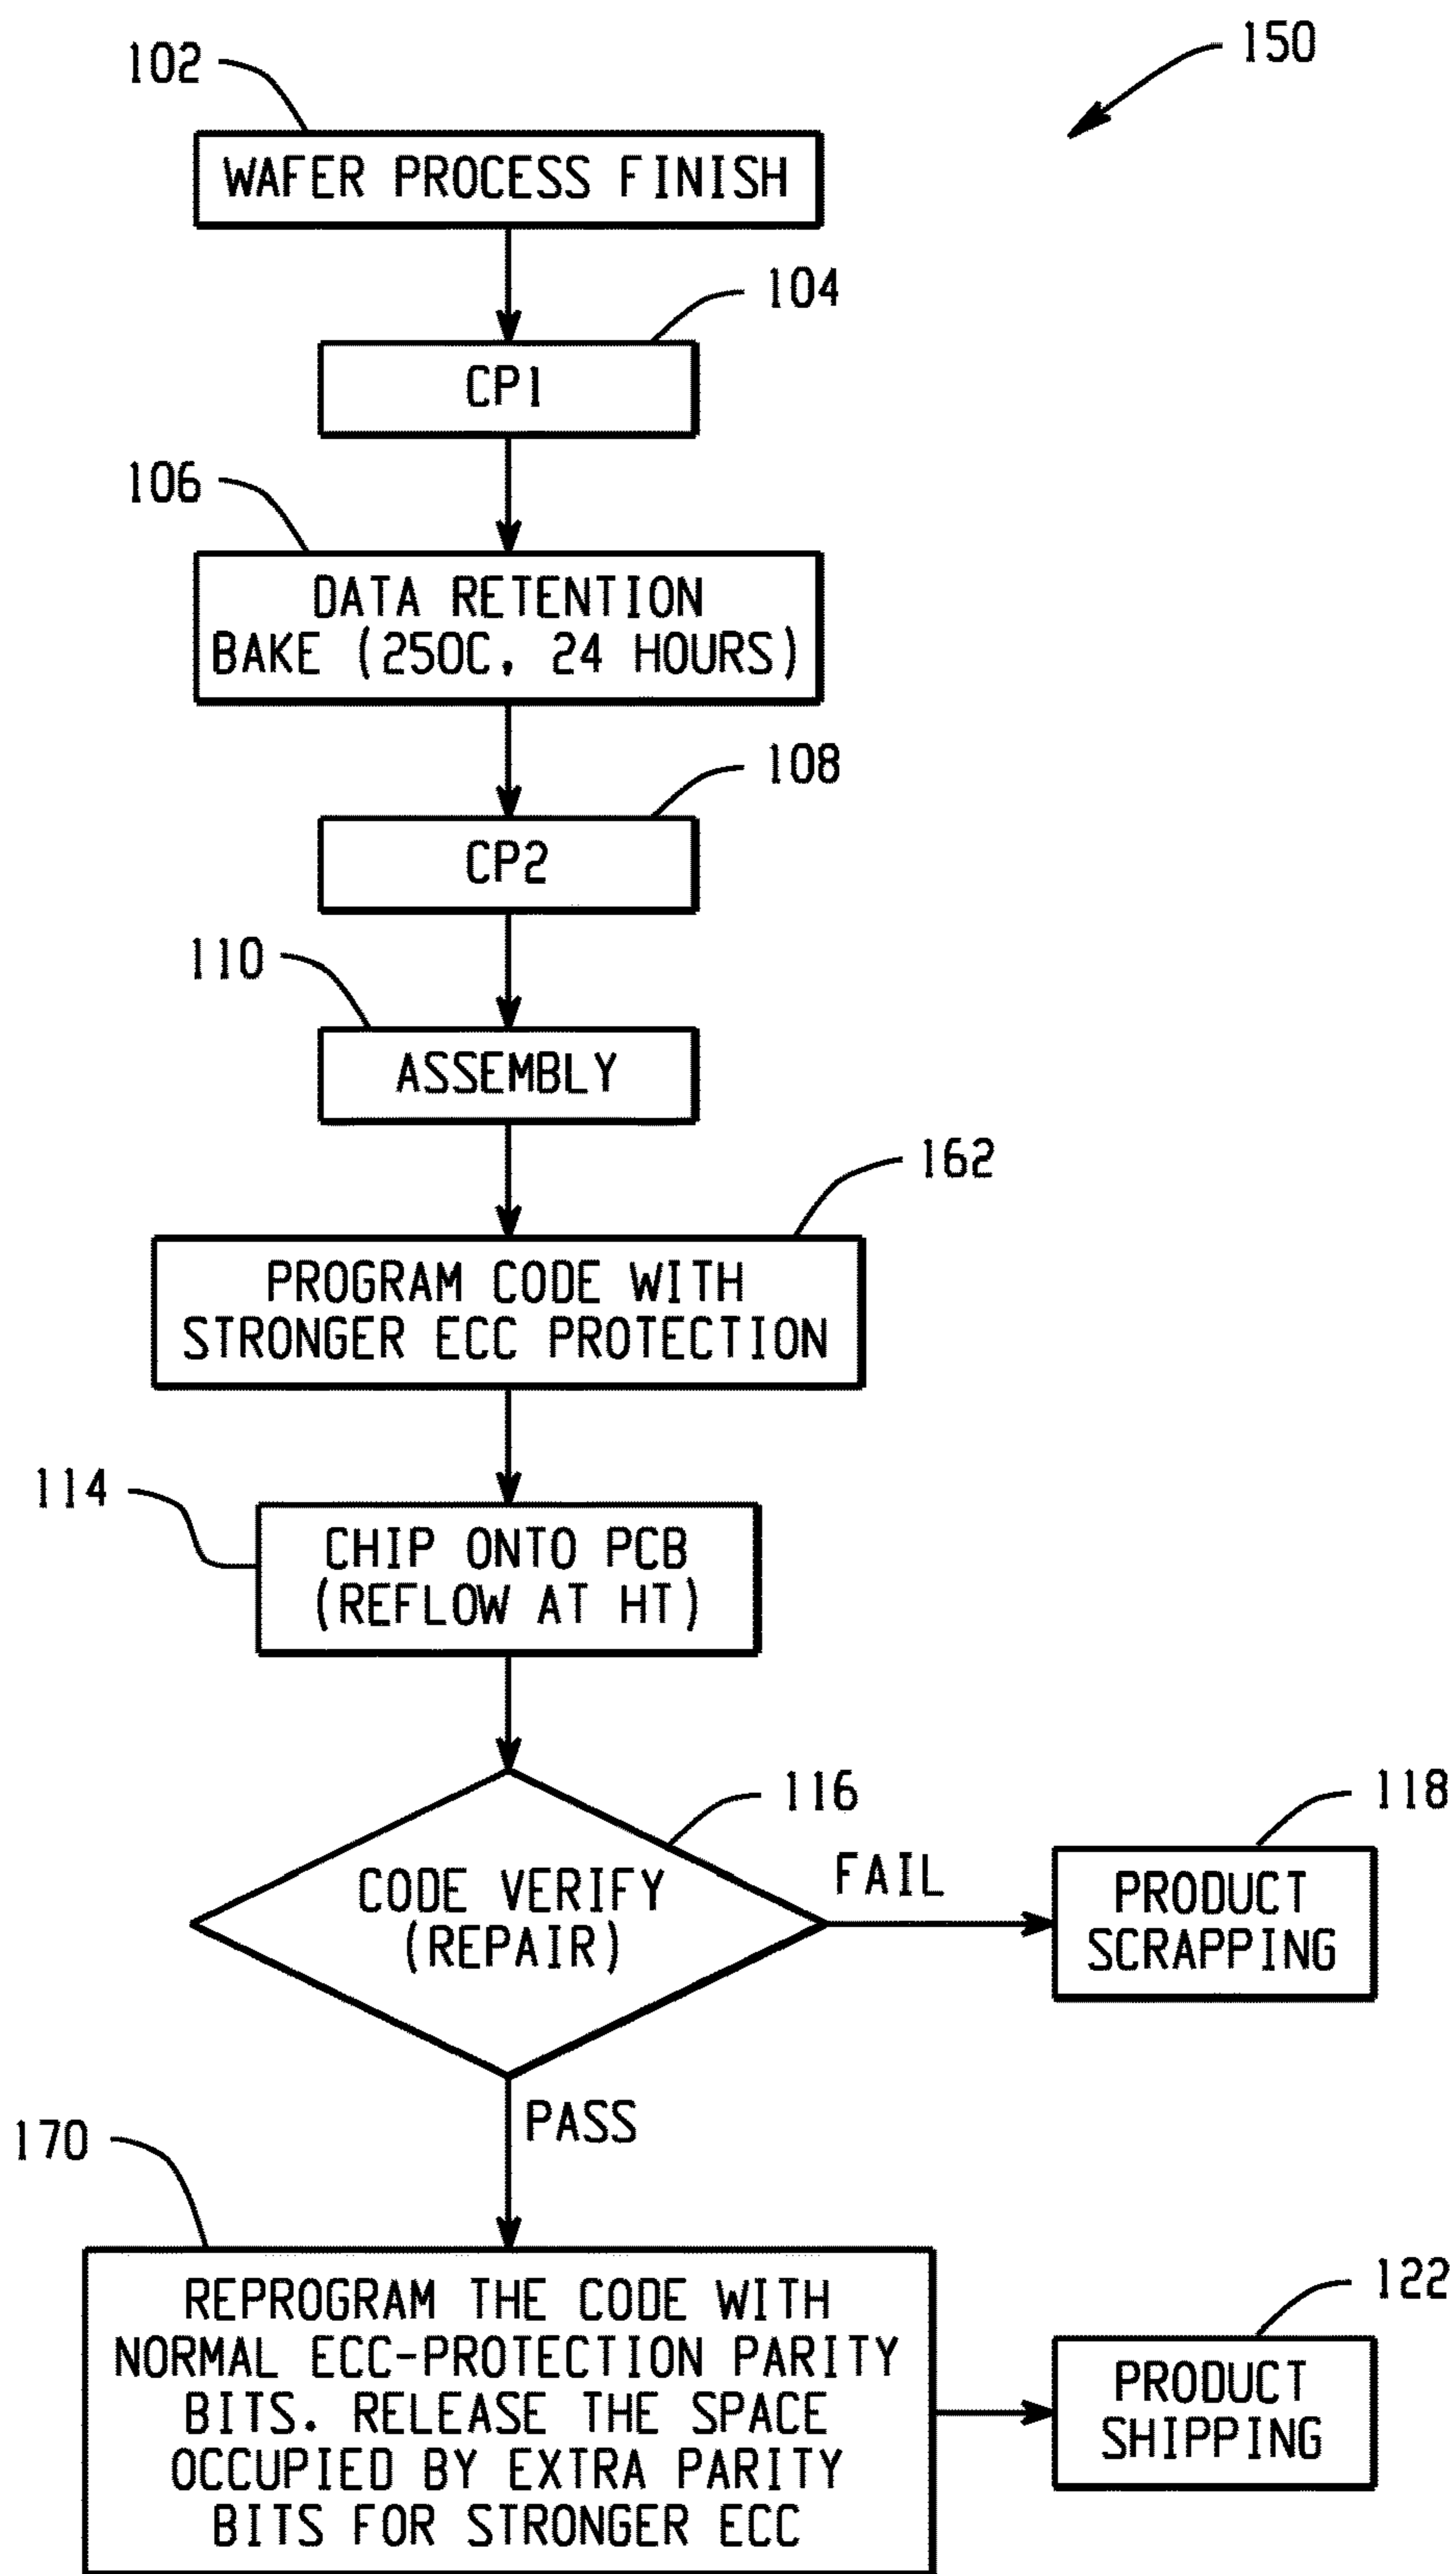 150
102
WAFER PROCESS FINISH
104
CP1
106
DATA RETENTION
BAKE (250C, 24 HOURS)
108
CP2
110
ASSEMBLY
162
PROGRAM CODE WITH
STRONGER ECC PROTECTION
114
CHIP ONTO PCB
(REFLOW AT HT)
116
CODE VERIFY
(REPAIR)
FAIL
118
PRODUCT
SCRAPPING
PASS
170
REPROGRAM THE CODE WITH
NORMAL ECC-PROTECTION PARITY
BITS. RELEASE THE SPACE
OCCUPIED BY EXTRA PARITY
BITS FOR STRONGER ECC
122
PRODUCT
SHIPPING